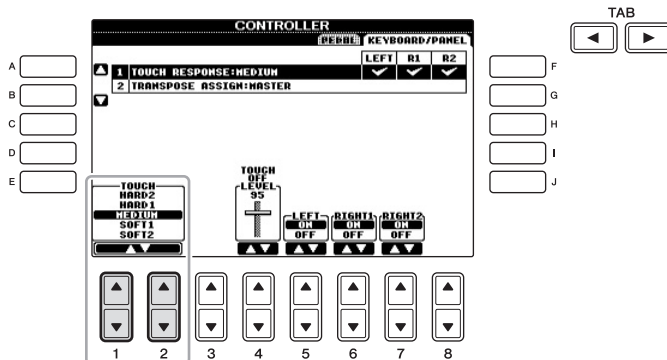 CONTROLLER
TAB
PEDAL KEYBOARD/PANEL
LEFT R1 R2
1 TOUCH RESPONSE:MEDIUM
2 TRANSPOSE ASSIGN:MASTER
A
B
C
D
E
F
G
H
I
J
TOUCH
HARD2
HARD1
MEDIUM
SOFT1
SOFT2
TOUCH
OFF
LEVEL
95
LEFT
ON
OFF
RIGHT1
ON
OFF
RIGHT2
ON
OFF
1 2 3 4 5 6 7 8